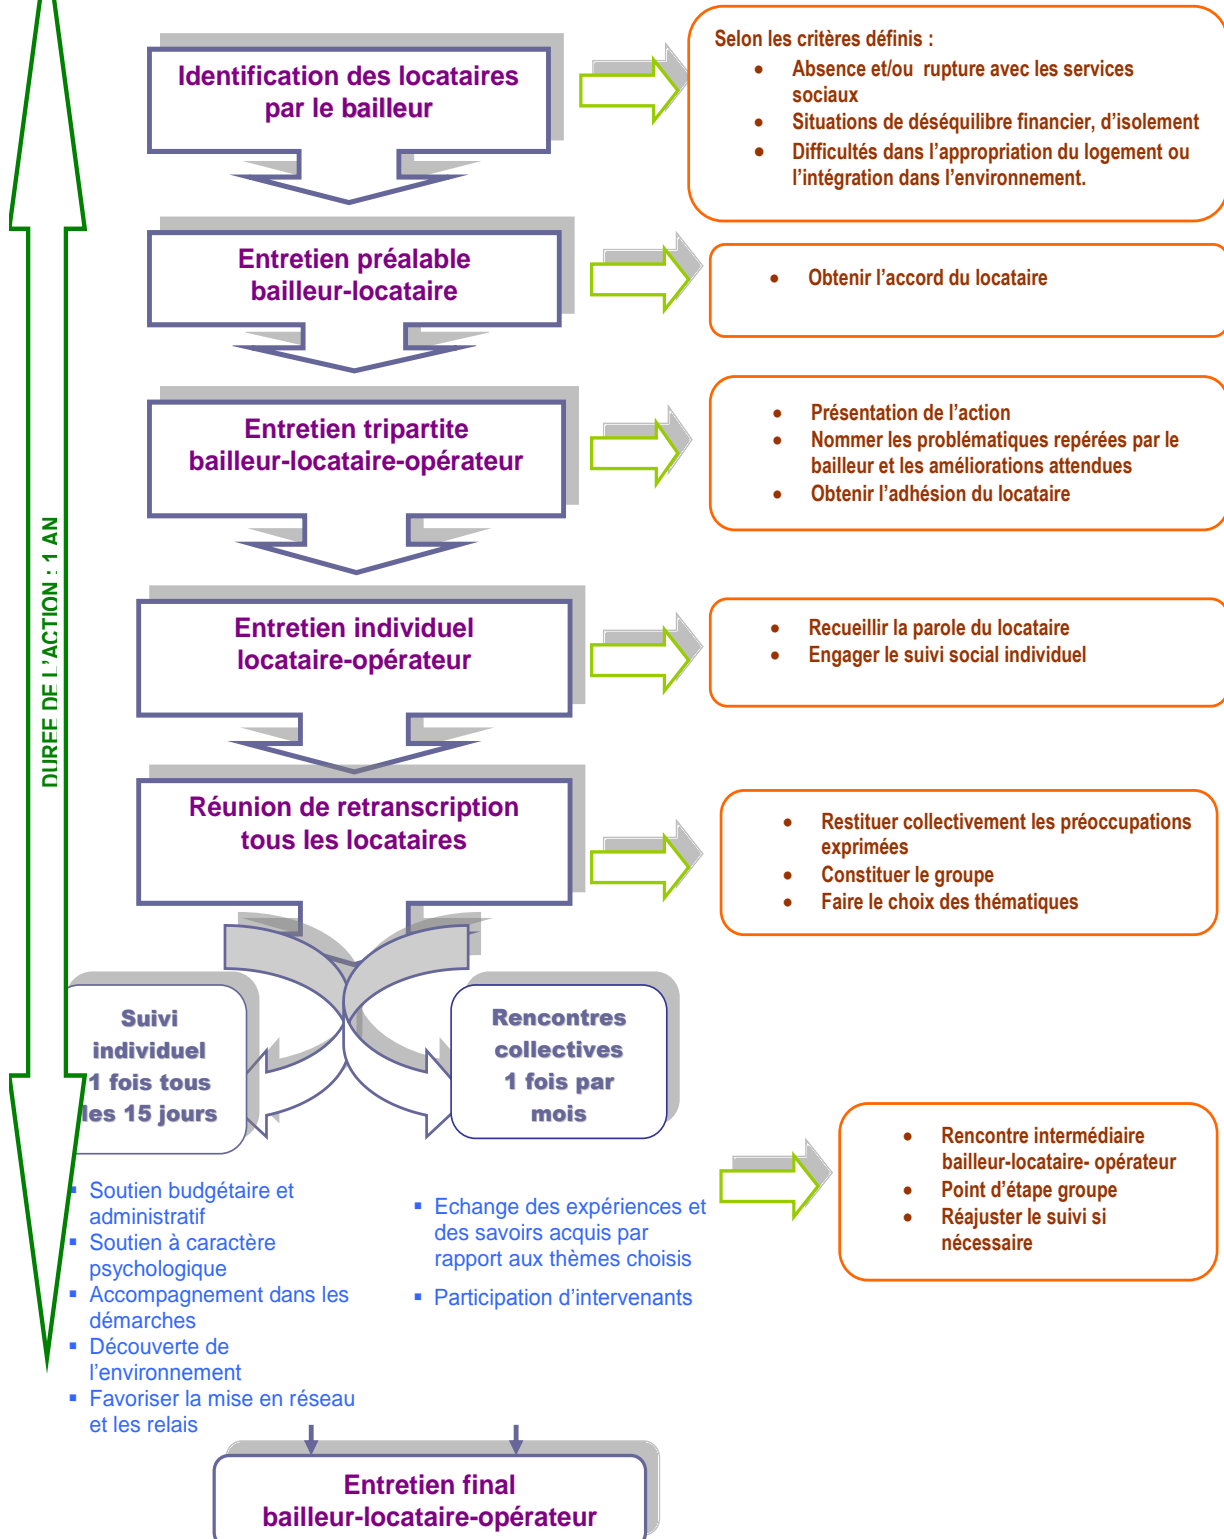 Identification des locataires
par le bailleur
Selon les critères définis :
• Absence et/ou rupture avec les services
sociaux
• Situations de déséquilibre financier, d’isolement
• Difficultés dans l’appropriation du logement ou
l’intégration dans l’environnement.
Entretien préalable
bailleur-locataire
• Obtenir l’accord du locataire
Entretien tripartite
bailleur-locataire-opérateur
• Présentation de l’action
• Nommer les problématiques repérées par le
bailleur et les améliorations attendues
• Obtenir l’adhésion du locataire
DUREE DE L’ACTION : 1 AN
Entretien individuel
locataire-opérateur
• Recueillir la parole du locataire
• Engager le suivi social individuel
Réunion de retranscription
tous les locataires
• Restituer collectivement les préoccupations
exprimées
• Constituer le groupe
• Faire le choix des thématiques
Suivi
individuel
1 fois tous
les 15 jours
Rencontres
collectives
1 fois par
mois
• Rencontre intermédiaire
bailleur-locataire- opérateur
• Point d’étape groupe
• Réajuster le suivi si
nécessaire
▪ Soutien budgétaire et
administratif
▪ Soutien à caractère
psychologique
▪ Accompagnement dans les
démarches
▪ Découverte de
l’environnement
▪ Favoriser la mise en réseau
et les relais
▪ Echange des expériences et
des savoirs acquis par
rapport aux thèmes choisis
▪ Participation d’intervenants
Entretien final
bailleur-locataire-opérateur